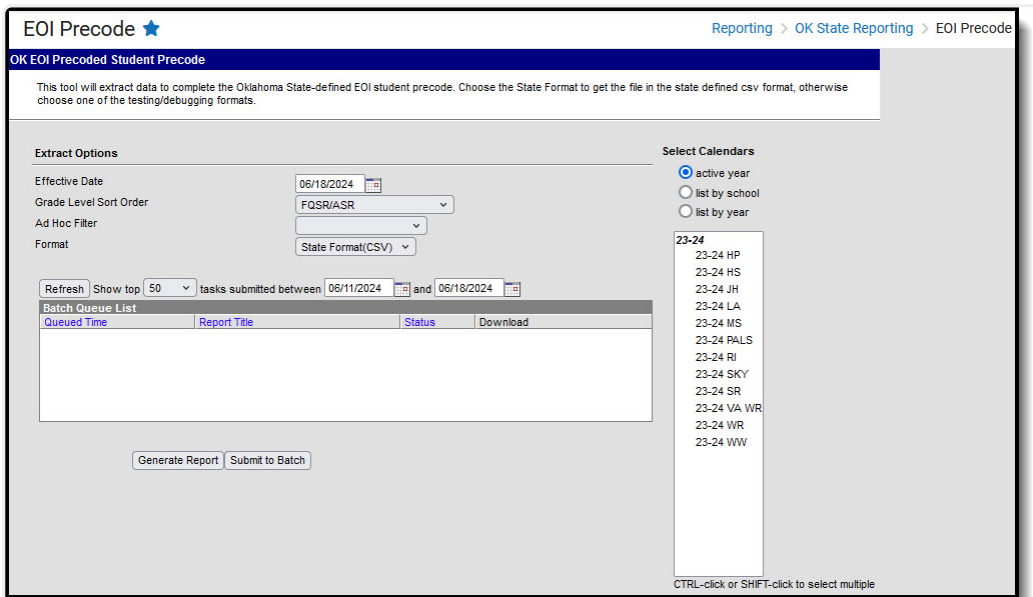 EOI Precode
Reporting > OK State Reporting > EOI Precode
OK EOI Precoded Student Precode
This tool will extract data to complete the Oklahoma State-defined EOI student precode. Choose the State Format to get the file in the state defined csv format, otherwise
choose one of the testing/debugging formats.
Extract Options
Effective Date 06/18/2024
Grade Level Sort Order FQSR/ASR
Ad Hoc Filter
Format State Format(CSV)
Refresh Show top 50 tasks submitted between 06/11/2024 and 06/18/2024
Batch Queue List
Queued Time Report Title Status Download
Generate Report Submit to Batch
Select Calendars
active year
list by school
list by year
23-24
23-24 HP
23-24 HS
23-24 JH
23-24 LA
23-24 MS
23-24 PALS
23-24 RI
23-24 SKY
23-24 SR
23-24 VA WR
23-24 WR
23-24 WW
CTRL-click or SHIFT-click to select multiple